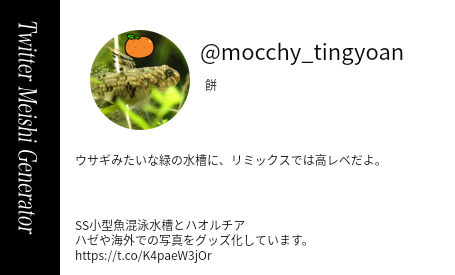 Twitter Meishi Generator
@mocchy_tingyoan
餅
ウサギみたいな緑の水槽に、リミックスでは高レベだよ。
SS小型魚混泳水槽とハオルチア
ハゼや海外での写真をグッズ化しています。
https://t.co/K4paeW3jOr